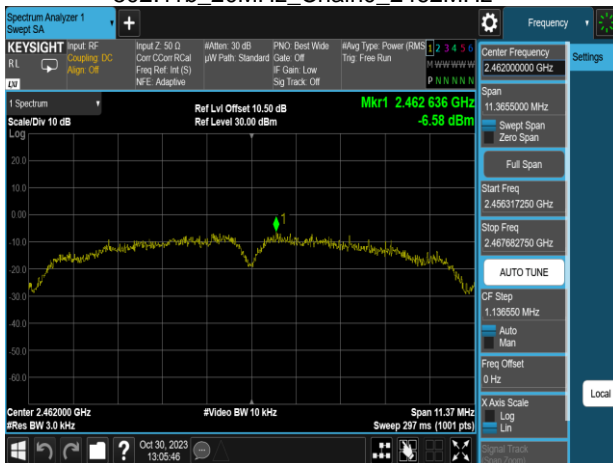 Spectrum Analyzer 1
Swept SA
+
Frequency
KEYSIGHT
RL
LXI
Input: RF
Coupling: DC
Align: Off
Input Z: 50 Ω
Corr CCorr RCal
Freq Ref: Int (S)
NFE: Adaptive
#Atten: 30 dB
µW Path: Standard
PNO: Best Wide
Gate: Off
IF Gain: Low
Sig Track: Off
#Avg Type: Power (RMS
Trig: Free Run
1 2 3 4 5 6
M W W W W W
P N N N N N
1 Spectrum
Scale/Div 10 dB
Log
Ref Lvl Offset 10.50 dB
Ref Level 30.00 dBm
Mkr1 2.462 636 GHz
-6.58 dBm
20.0
10.0
0.00
-10.0
-20.0
-30.0
-40.0
-50.0
-60.0
1
Center 2.462000 GHz
#Res BW 3.0 kHz
#Video BW 10 kHz
Span 11.37 MHz
Sweep 297 ms (1001 pts)
Center Frequency
2.462000000 GHz
Span
11.3655000 MHz
Swept Span
Zero Span
Full Span
Start Freq
2.456317250 GHz
Stop Freq
2.467682750 GHz
AUTO TUNE
CF Step
1.136550 MHz
Auto
Man
Freq Offset
0 Hz
X Axis Scale
Log
Lin
Signal Track
(Span Zoom)
Settings
Local
?
Oct 30, 2023
13:05:46